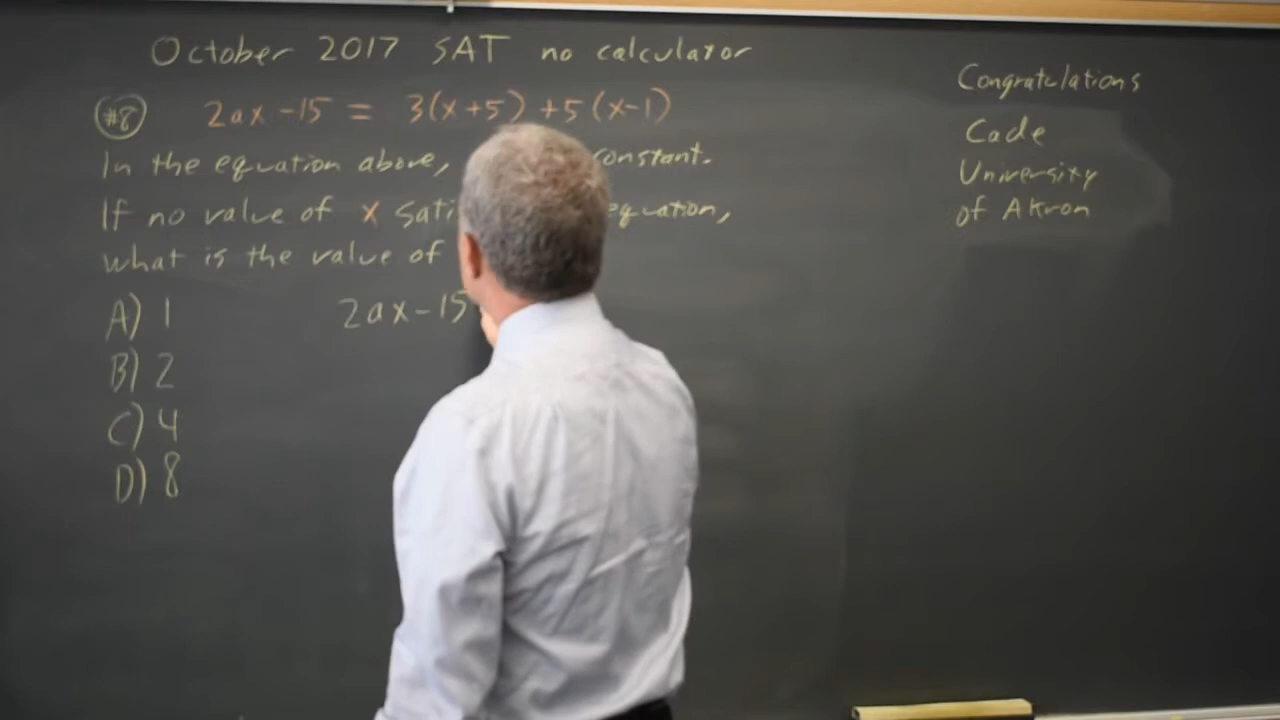 October 2017 SAT no calculator
#8 2ax -15 = 3(x+5) +5(x-1)
In the equation above, constant.
If no value of x equation,
what is the value of
A) 1
B) 2
C) 4
D) 8
2ax-15
Congratulations
Cade
University
of Akron